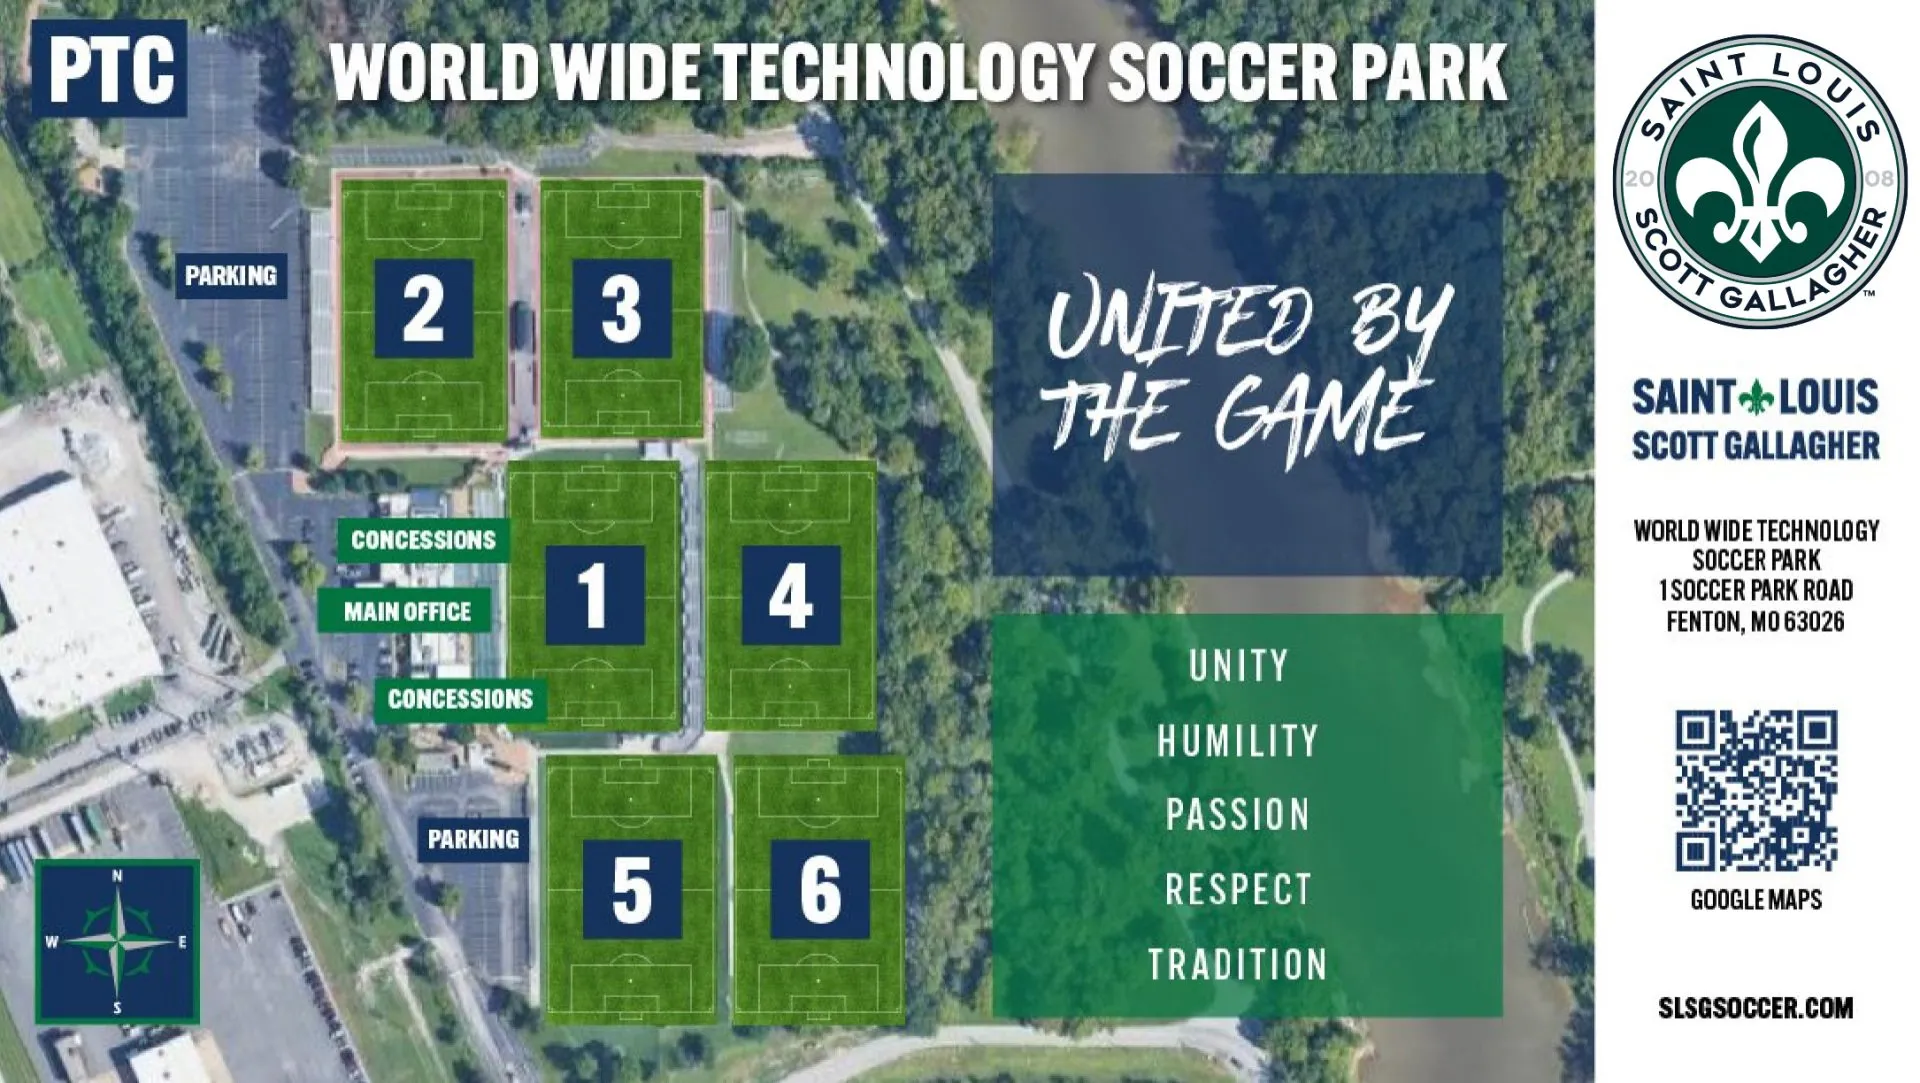 PTC
WORLD WIDE TECHNOLOGY SOCCER PARK
PARKING
2
3
CONCESSIONS
MAIN OFFICE
CONCESSIONS
1
4
PARKING
5
6
N
W
E
S
UNITED BY
THE GAME
UNITY
HUMILITY
PASSION
RESPECT
TRADITION
SAINT LOUIS
20 08
SCOTT GALLAGHER
™
SAINT LOUIS
SCOTT GALLAGHER
WORLD WIDE TECHNOLOGY
SOCCER PARK
1 SOCCER PARK ROAD
FENTON, MO 63026
GOOGLE MAPS
SLSGSOCCER.COM